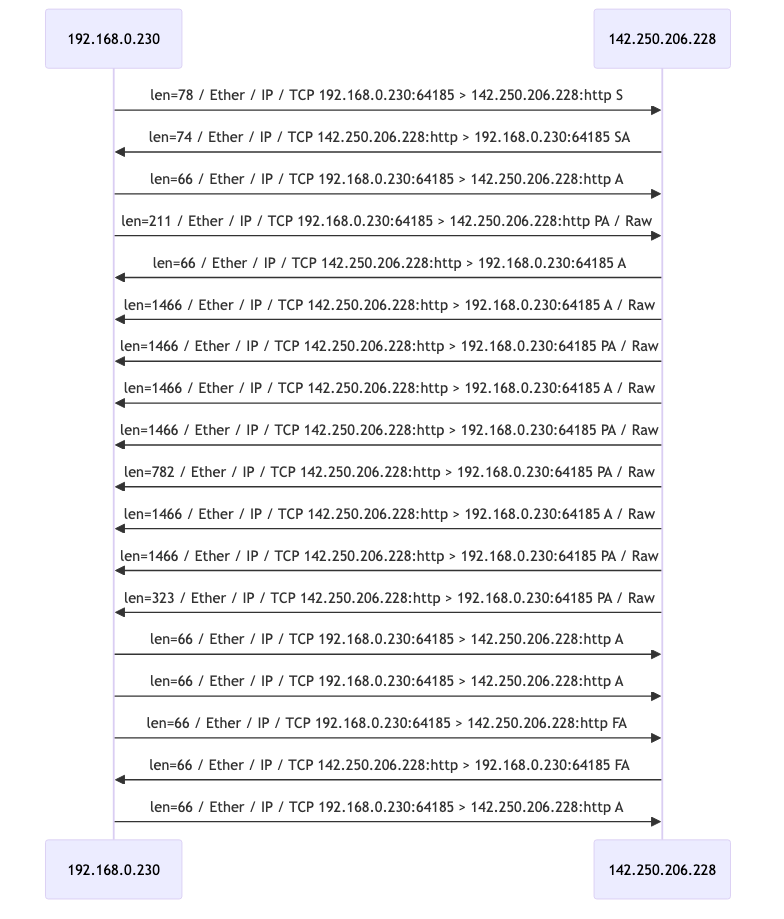 192.168.0.230 142.250.206.228
len=78 / Ether / IP / TCP 192.168.0.230:64185 > 142.250.206.228:http S
len=74 / Ether / IP / TCP 142.250.206.228:http > 192.168.0.230:64185 SA
len=66 / Ether / IP / TCP 192.168.0.230:64185 > 142.250.206.228:http A
len=211 / Ether / IP / TCP 192.168.0.230:64185 > 142.250.206.228:http PA / Raw
len=66 / Ether / IP / TCP 142.250.206.228:http > 192.168.0.230:64185 A
len=1466 / Ether / IP / TCP 142.250.206.228:http > 192.168.0.230:64185 A / Raw
len=1466 / Ether / IP / TCP 142.250.206.228:http > 192.168.0.230:64185 PA / Raw
len=1466 / Ether / IP / TCP 142.250.206.228:http > 192.168.0.230:64185 A / Raw
len=1466 / Ether / IP / TCP 142.250.206.228:http > 192.168.0.230:64185 PA / Raw
len=782 / Ether / IP / TCP 142.250.206.228:http > 192.168.0.230:64185 PA / Raw
len=1466 / Ether / IP / TCP 142.250.206.228:http > 192.168.0.230:64185 A / Raw
len=1466 / Ether / IP / TCP 142.250.206.228:http > 192.168.0.230:64185 PA / Raw
len=323 / Ether / IP / TCP 142.250.206.228:http > 192.168.0.230:64185 PA / Raw
len=66 / Ether / IP / TCP 192.168.0.230:64185 > 142.250.206.228:http A
len=66 / Ether / IP / TCP 192.168.0.230:64185 > 142.250.206.228:http A
len=66 / Ether / IP / TCP 192.168.0.230:64185 > 142.250.206.228:http FA
len=66 / Ether / IP / TCP 142.250.206.228:http > 192.168.0.230:64185 FA
len=66 / Ether / IP / TCP 192.168.0.230:64185 > 142.250.206.228:http A
192.168.0.230 142.250.206.228